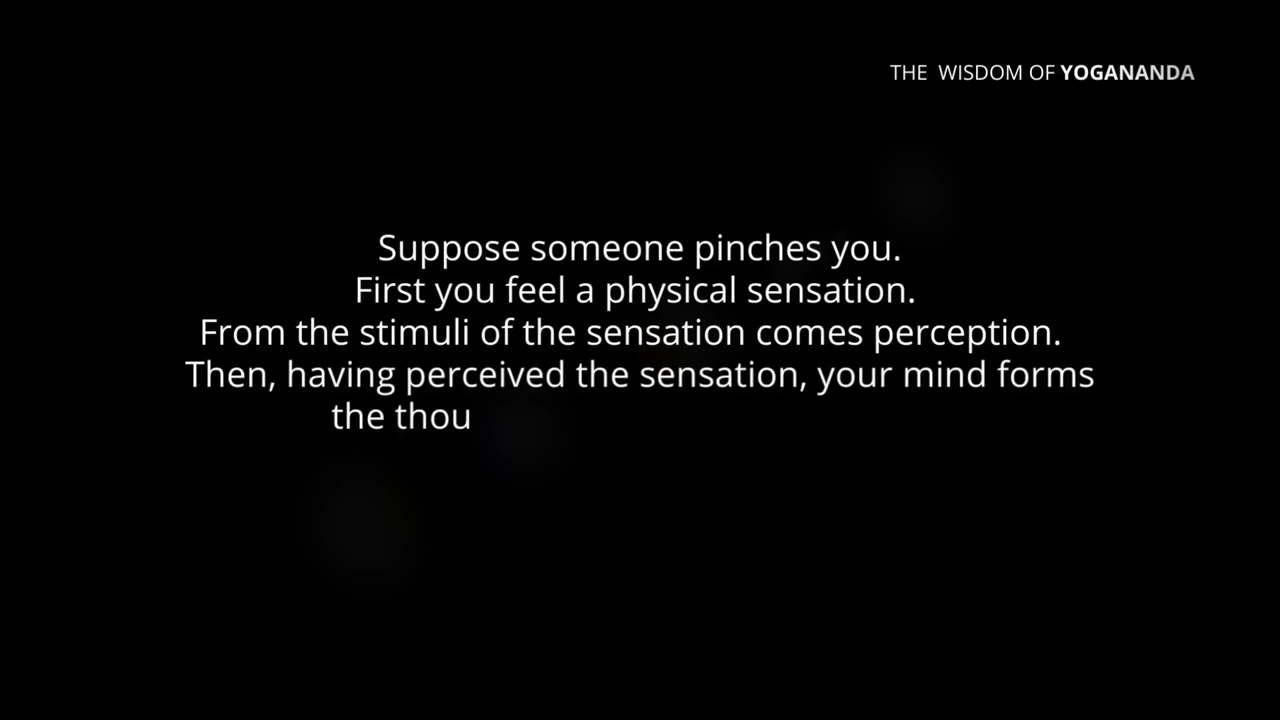 THE WISDOM OF YOGANANDA
Suppose someone pinches you.
First you feel a physical sensation.
From the stimuli of the sensation comes perception.
Then, having perceived the sensation, your mind forms
the thou